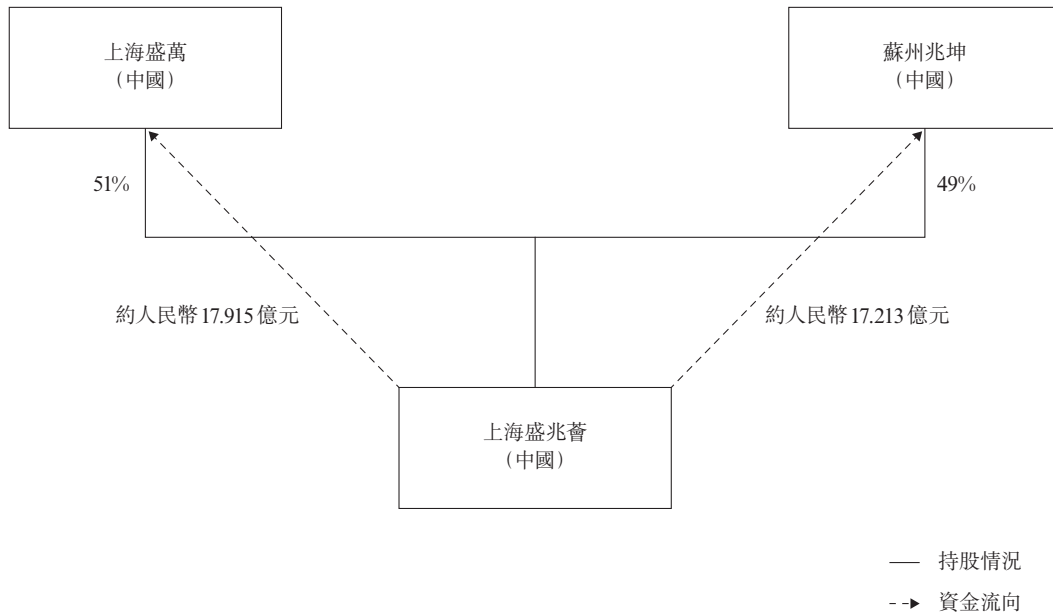 上海盛萬
（中國）
蘇州兆坤
（中國）
51%
49%
約人民幣17.915億元
約人民幣17.213億元
上海盛兆薈
（中國）
持股情況
資金流向